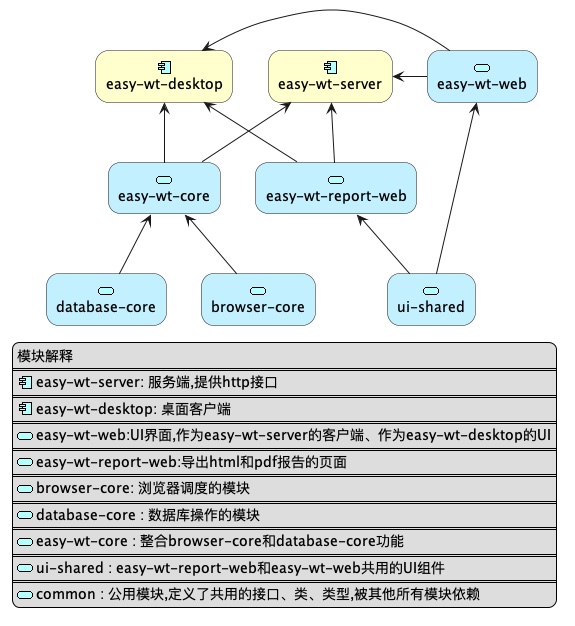 easy-wt-desktop
easy-wt-server
easy-wt-web
easy-wt-core
easy-wt-report-web
database-core
browser-core
ui-shared
模块解释
easy-wt-server: 服务端,提供http接口
easy-wt-desktop: 桌面客户端
easy-wt-web:UI界面,作为easy-wt-server的客户端、作为easy-wt-desktop的UI
easy-wt-report-web:导出html和pdf报告的页面
browser-core: 浏览器调度的模块
database-core : 数据库操作的模块
easy-wt-core : 整合browser-core和database-core功能
ui-shared : easy-wt-report-web和easy-wt-web共用的UI组件
common : 公用模块,定义了共用的接口、类、类型,被其他所有模块依赖